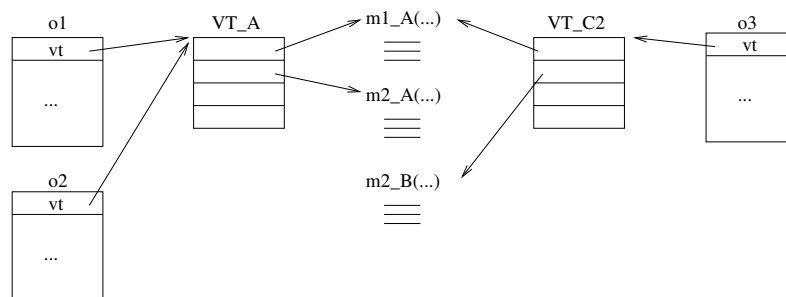 o1 VT_A m1_A(...) VT_C2 o3
vt vt
... ...
m2_A(...)
o2 m2_B(...)
vt
...